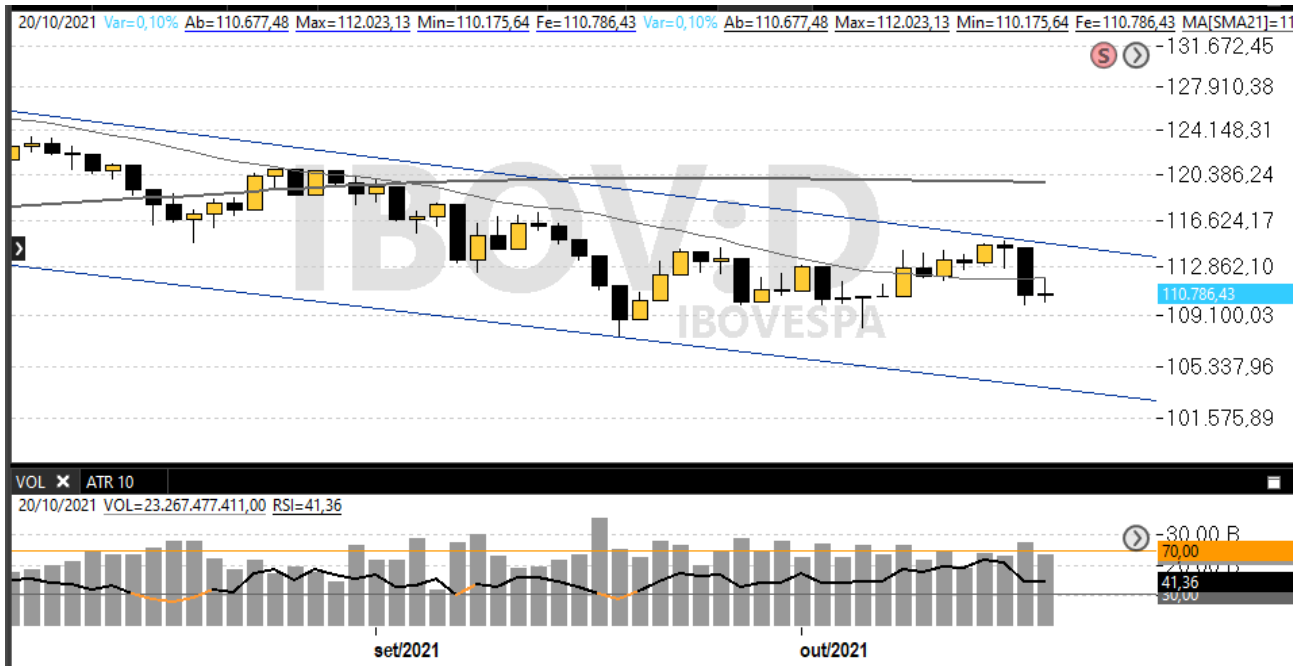 20/10/2021 Var=0,10% Ab=110.677,48 Max=112.023,13 Min=110.175,64 Fe=110.786,43 Var=0,10% Ab=110.677,48 Max=112.023,13 Min=110.175,64 Fe=110.786,43 MA[SMA21]=11
S
131.672,45
127.910,38
124.148,31
120.386,24
116.624,17
112.862,10
110.786,43
109.100,03
105.337,96
101.575,89
IBOV:D
IBOVESPA
VOL ATR 10
20/10/2021 VOL=23.267.477.411,00 RSI=41,36
30,00 B
70,00
41,36
30,00
set/2021 out/2021